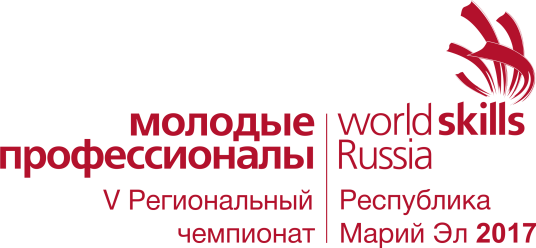 молодые
профессионалы
V Региональный
чемпионат
worldskills
Russia
Республика
Марий Эл 2017